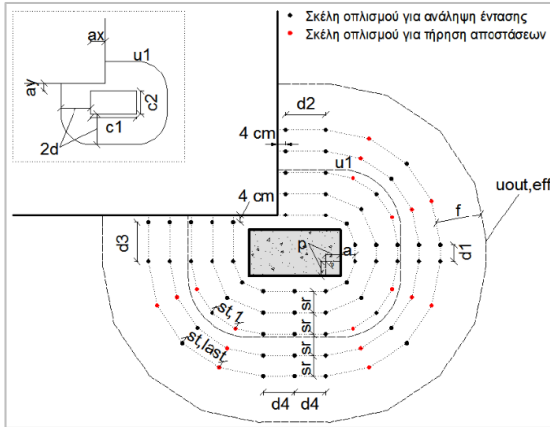 Σκέλη οπλισμού για ανάληψη έντασης
Σκέλη οπλισμού για τήρηση αποστάσεων
ax
u1
ay
c2
c1
2d
d2
4 cm
u1
uout,eff
4 cm
f
p
a
d3
d1
st,1
sr
sr
st,last
sr
sr
d4
d4